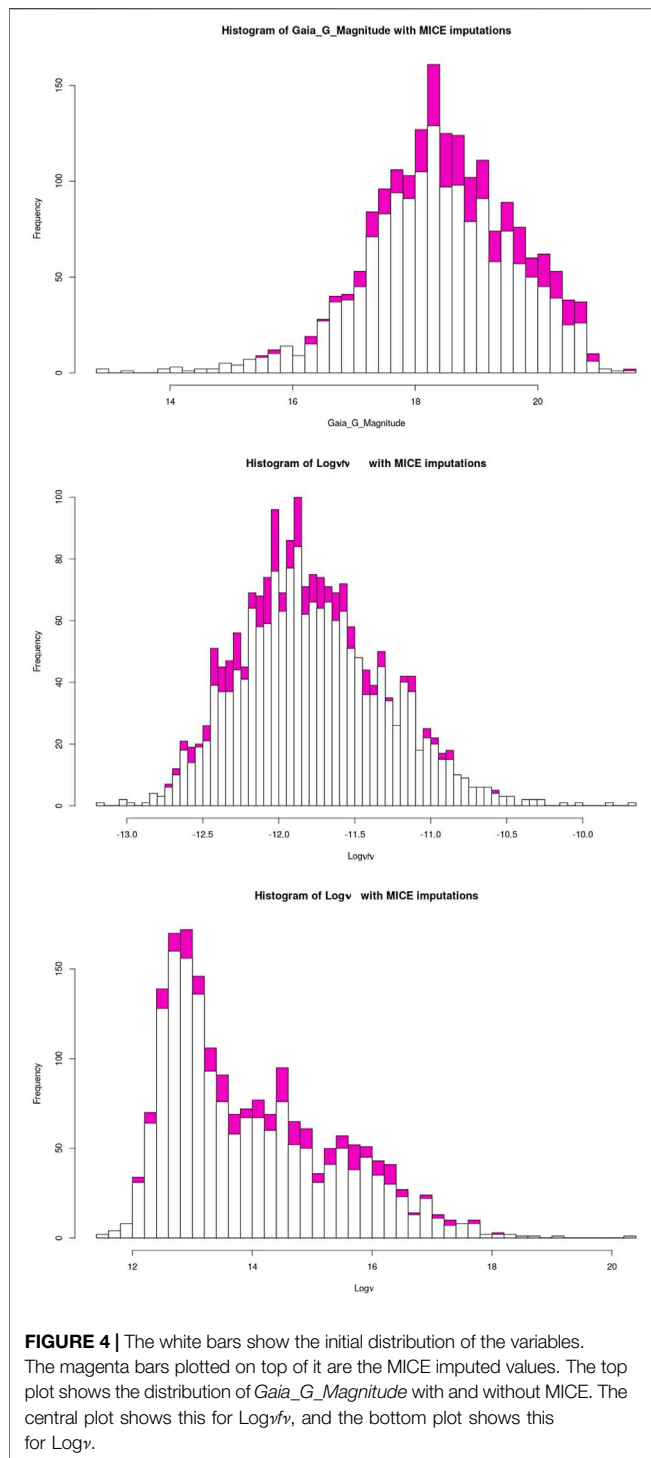 Histogram of Gaia_G_Magnitude with MICE imputations
Frequency
150
100
50
0
14 16 18 20
Gaia_G_Magnitude
Histogram of Logνfν with MICE imputations
Frequency
100
80
60
40
20
0
-13.0 -12.5 -12.0 -11.5 -11.0 -10.5 -10.0
Logνfν
Histogram of Logν with MICE imputations
Frequency
150
100
50
0
12 14 16 18 20
Logν
FIGURE 4 | The white bars show the initial distribution of the variables.
The magenta bars plotted on top of it are the MICE imputed values. The top
plot shows the distribution of Gaia_G_Magnitude with and without MICE. The
central plot shows this for Logνfν, and the bottom plot shows this
for Logν.